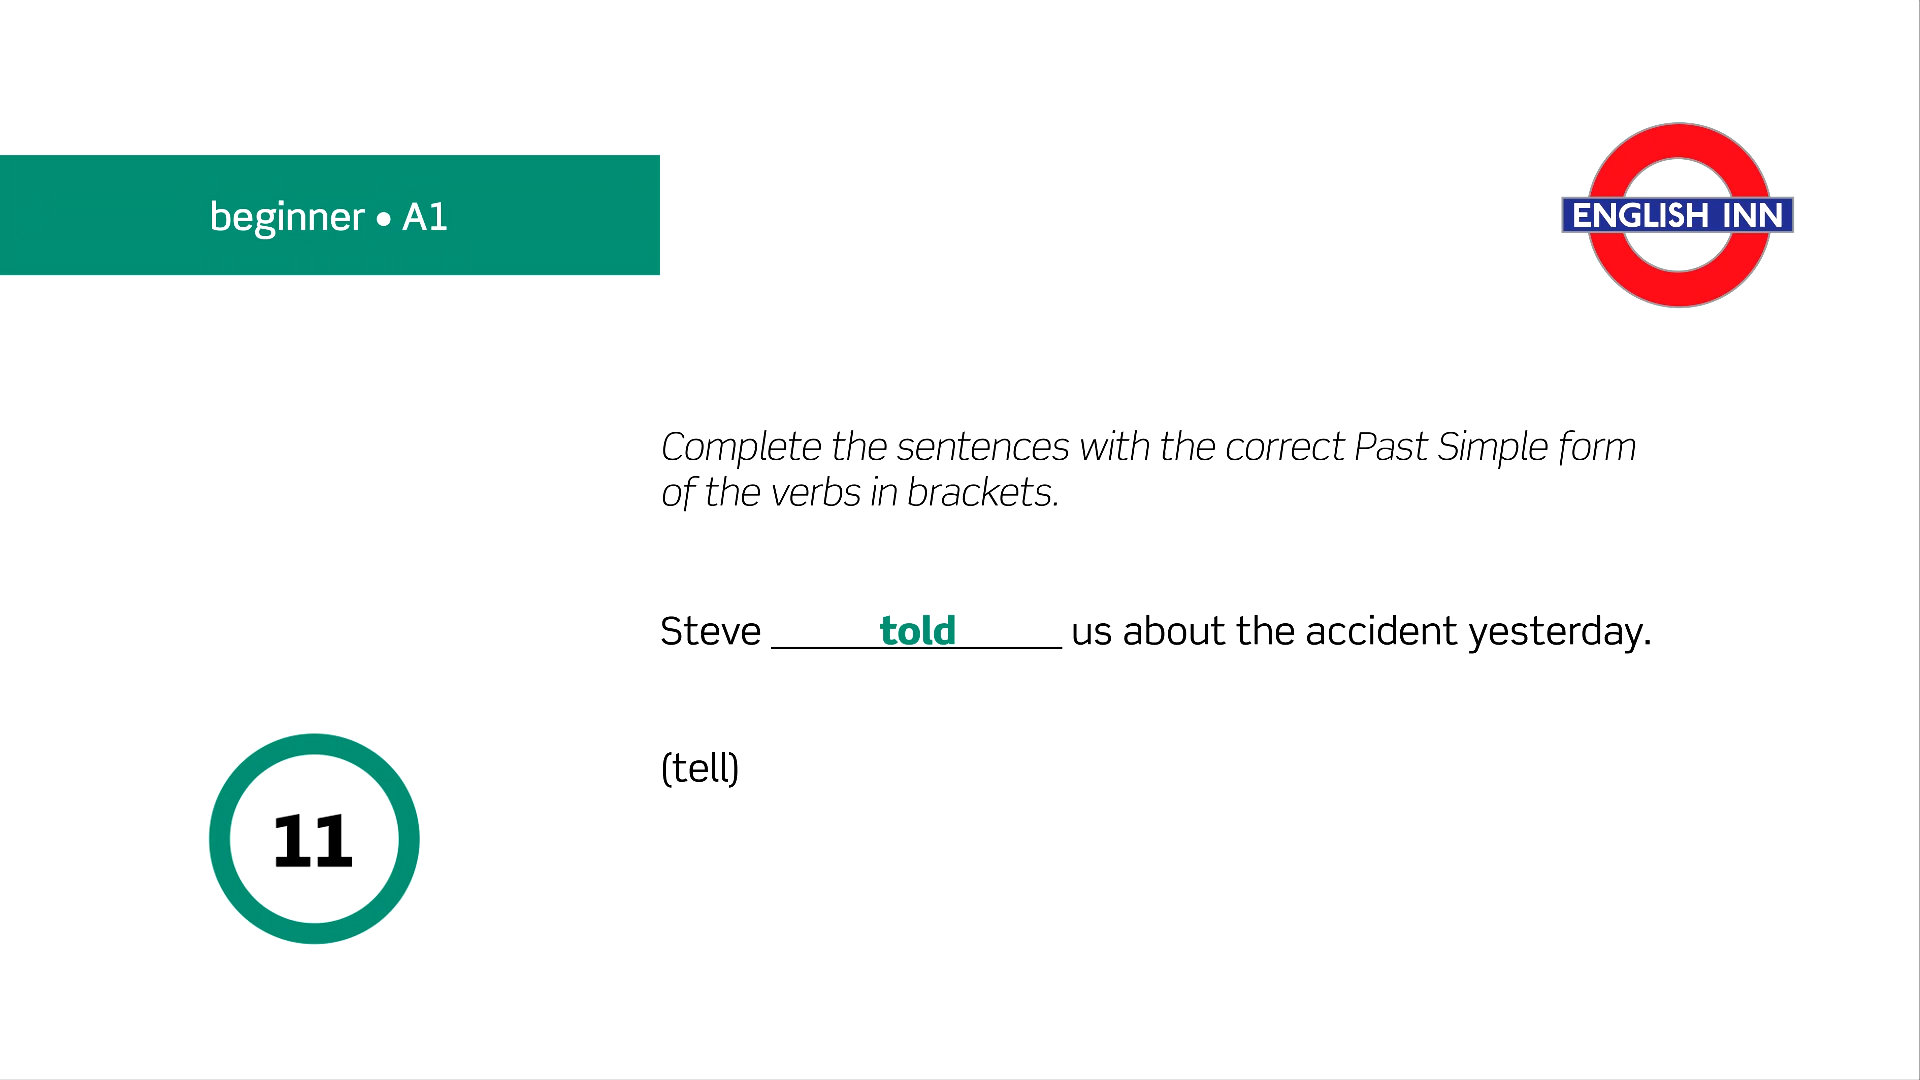 beginner • A1
ENGLISH INN
Complete the sentences with the correct Past Simple form
of the verbs in brackets.
Steve ____told____ us about the accident yesterday.
(tell)
11